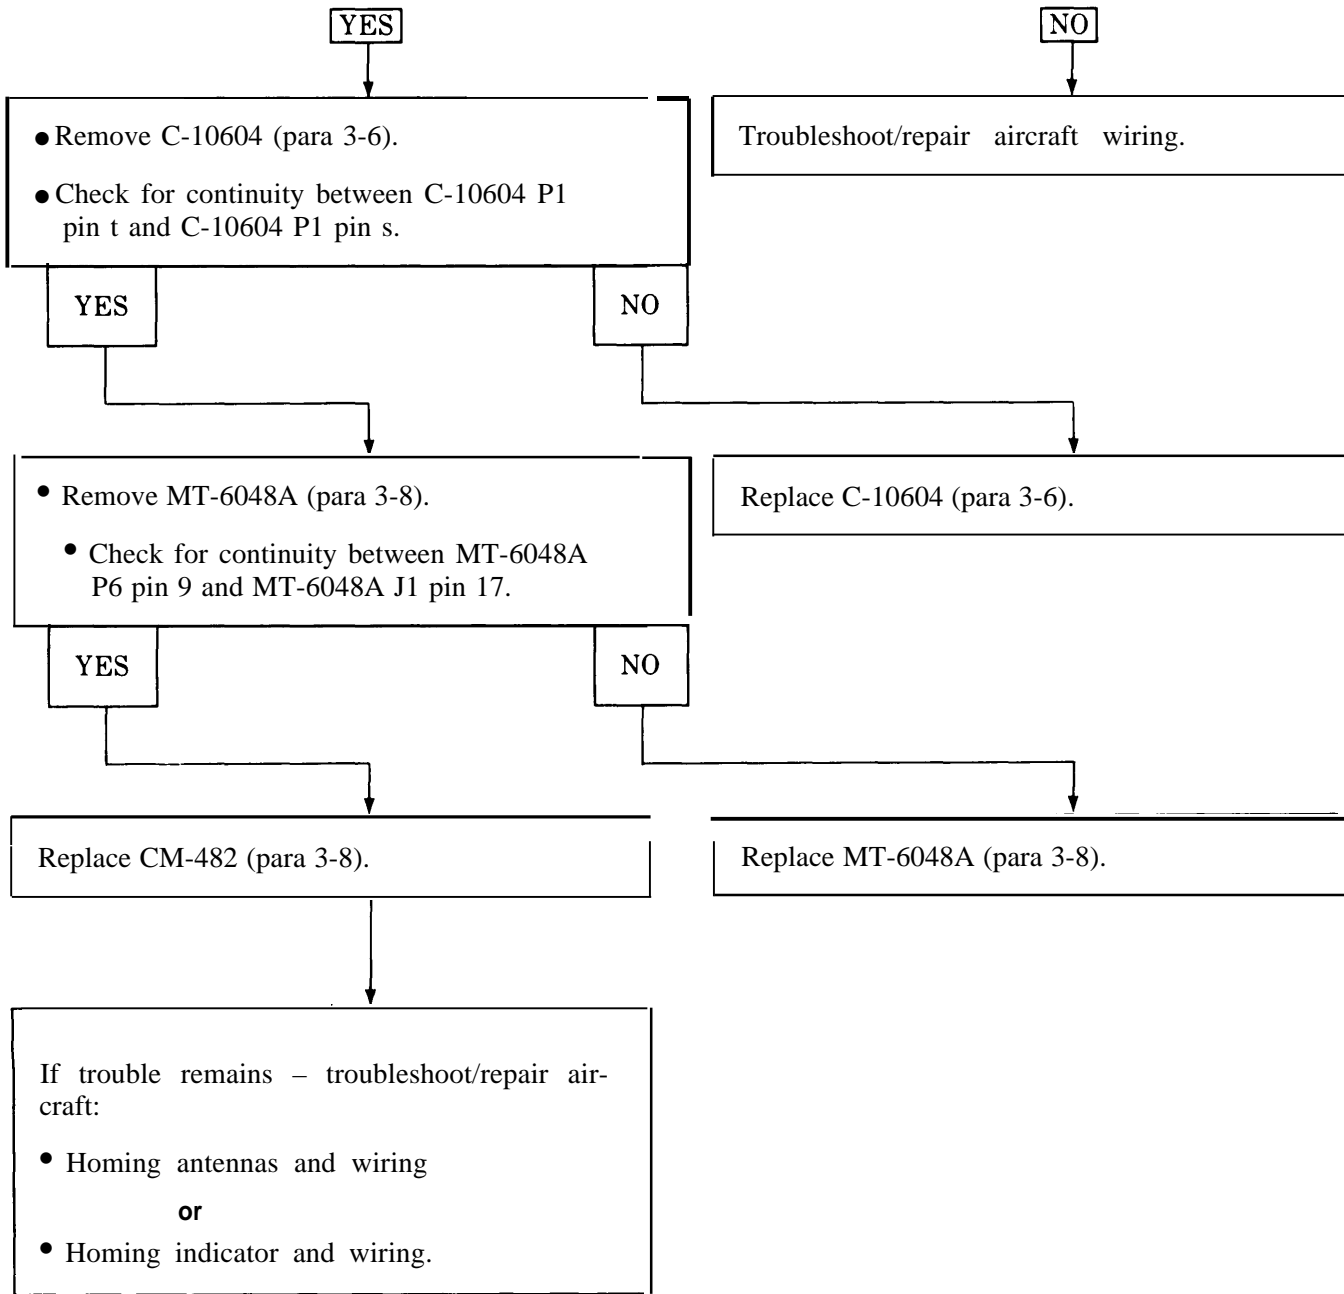 YES
NO
● Remove C-10604 (para 3-6).
● Check for continuity between C-10604 P1
pin t and C-10604 P1 pin s.
Troubleshoot/repair aircraft wiring.
YES
NO
● Remove MT-6048A (para 3-8).
● Check for continuity between MT-6048A
P6 pin 9 and MT-6048A J1 pin 17.
Replace C-10604 (para 3-6).
YES
NO
Replace CM-482 (para 3-8).
Replace MT-6048A (para 3-8).
If trouble remains – troubleshoot/repair air-
craft:
● Homing antennas and wiring
or
● Homing indicator and wiring.